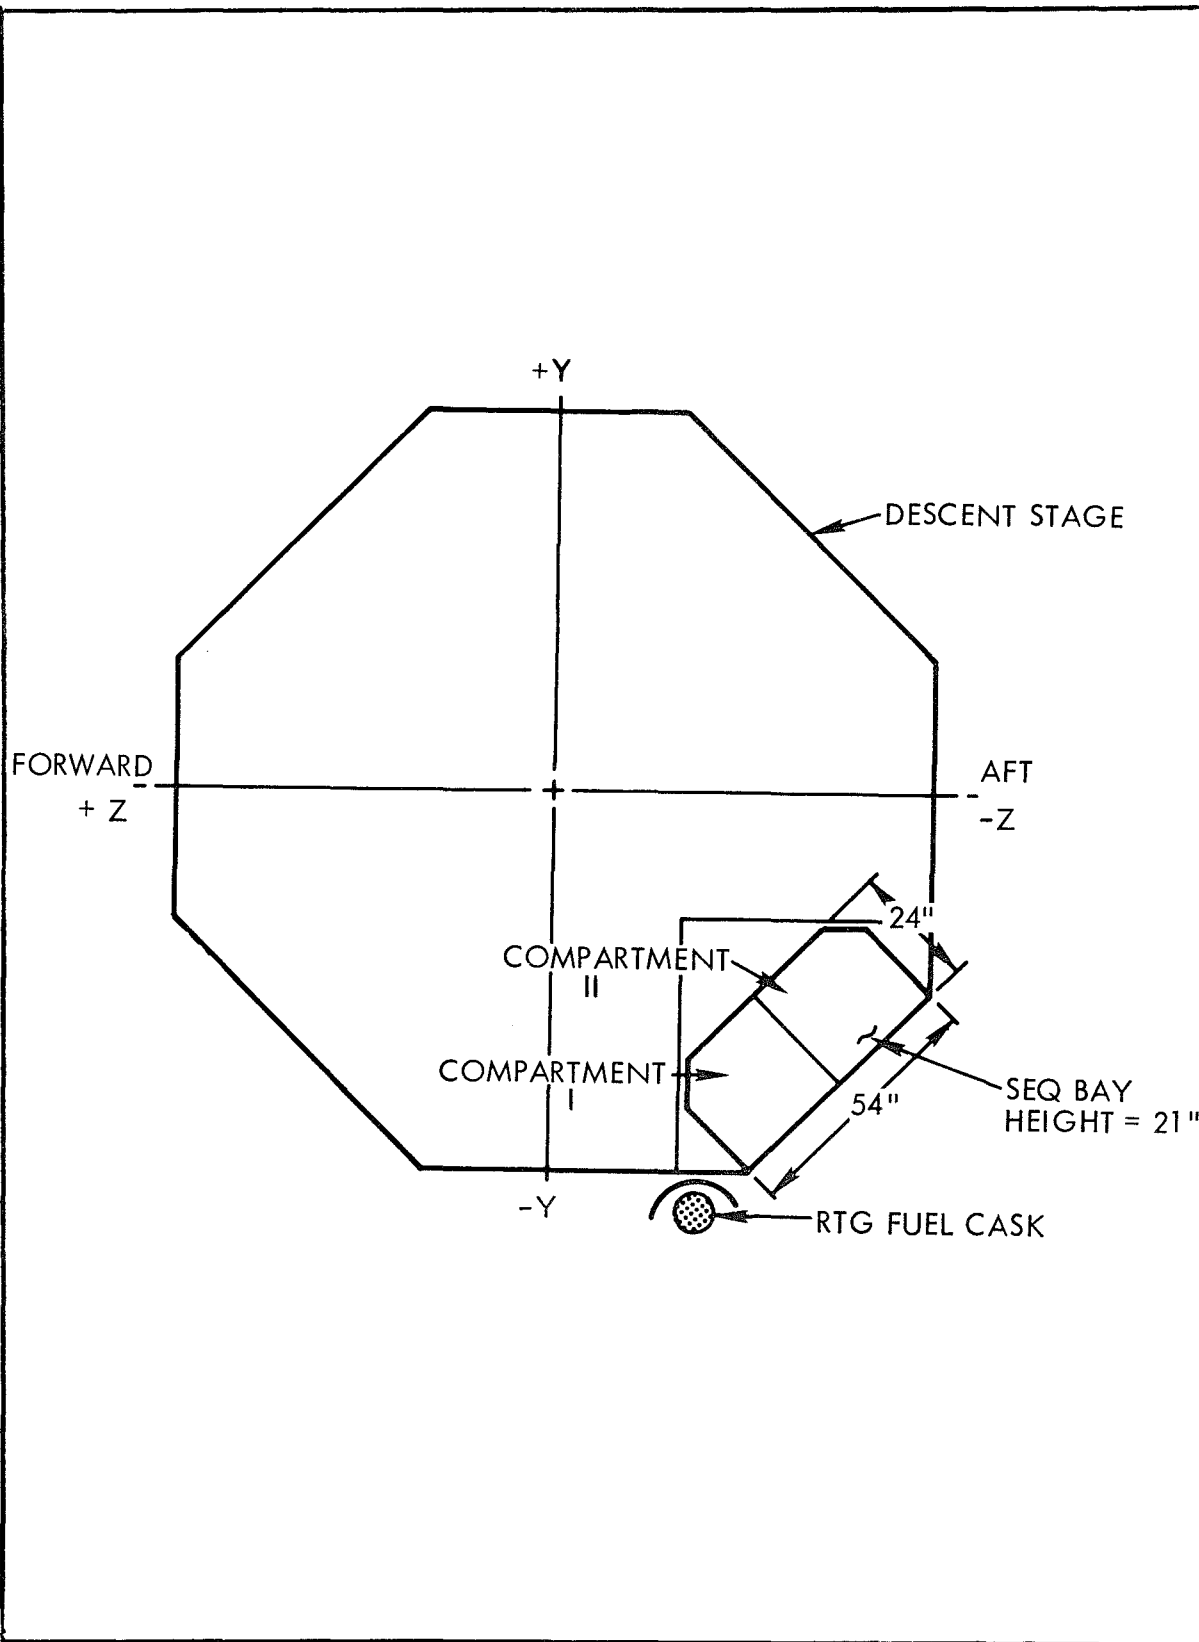 +Y
DESCENT STAGE
FORWARD
+ Z
AFT
-Z
24"
COMPARTMENT
II
COMPARTMENT
I
54"
SEQ BAY
HEIGHT = 21"
-Y
RTG FUEL CASK